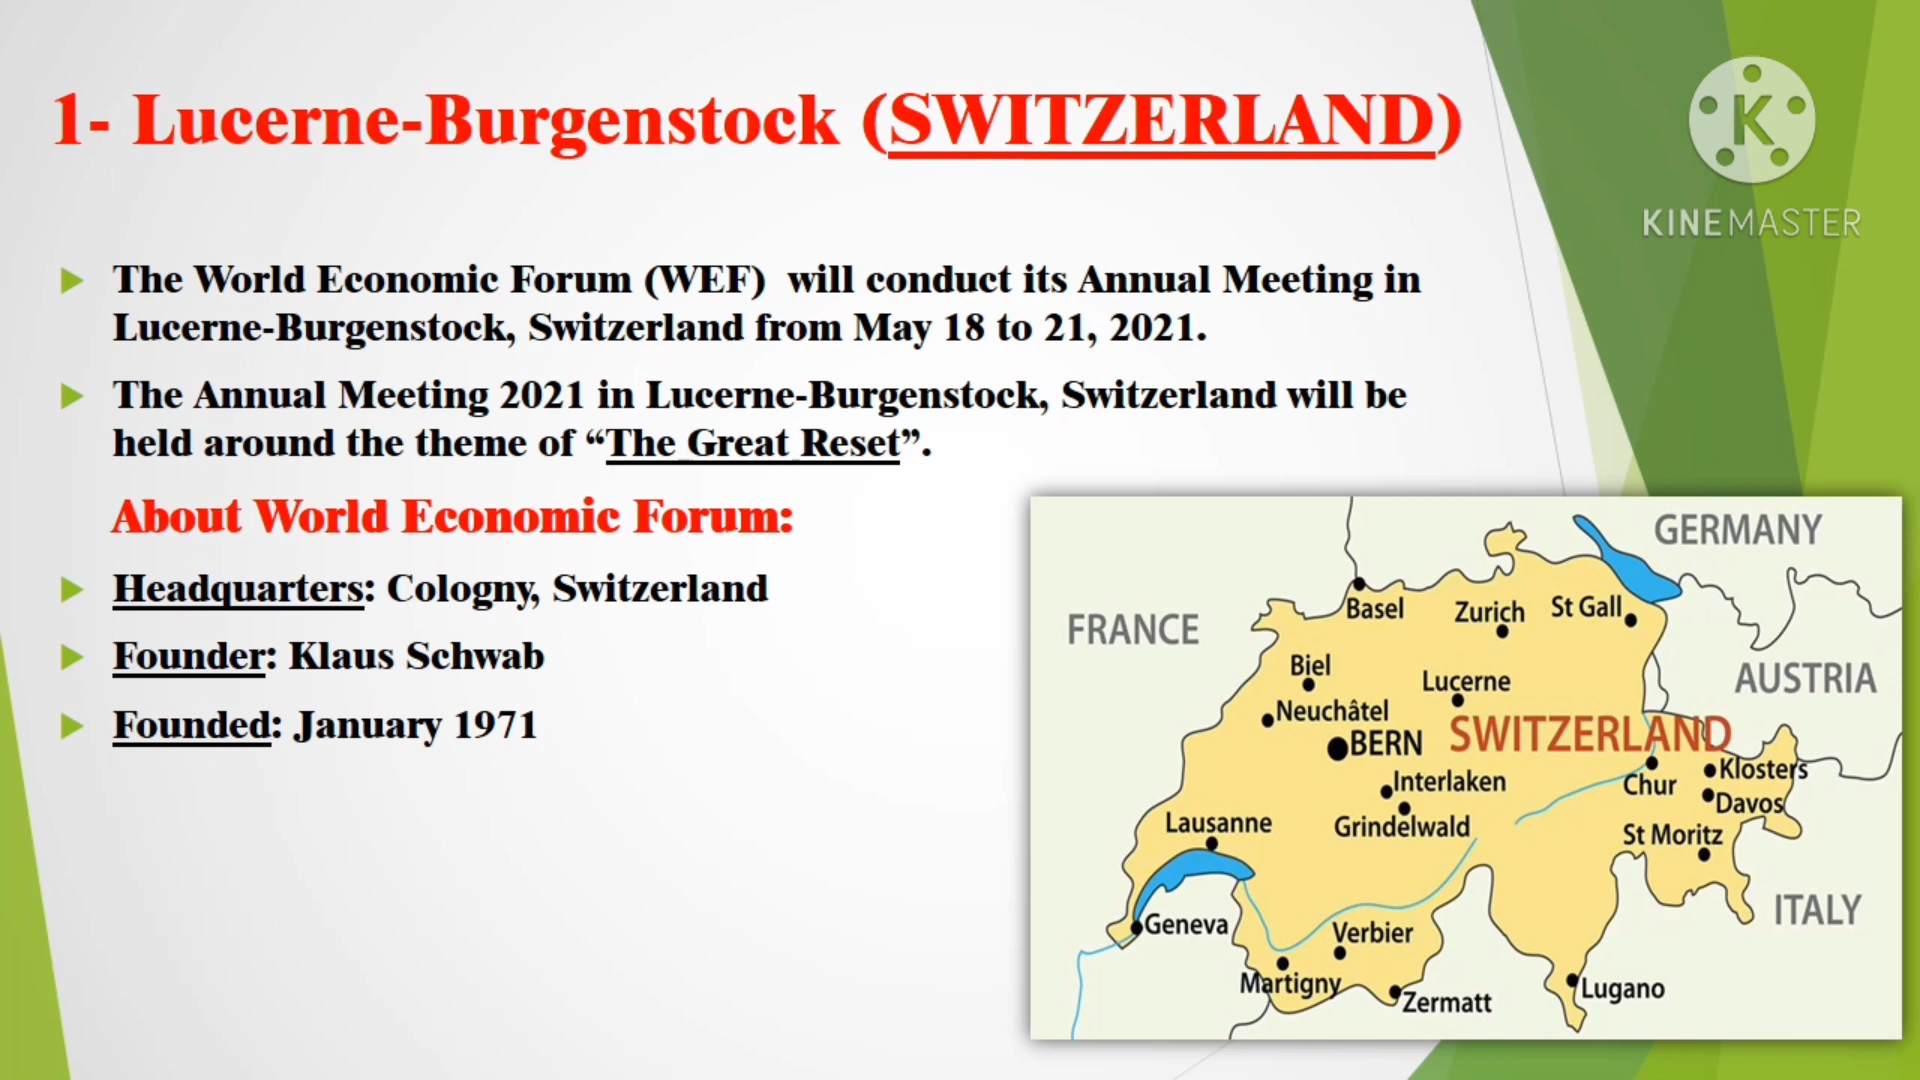 1- Lucerne-Burgenstock (SWITZERLAND)
KINEMASTER
The World Economic Forum (WEF) will conduct its Annual Meeting in
Lucerne-Burgenstock, Switzerland from May 18 to 21, 2021.
The Annual Meeting 2021 in Lucerne-Burgenstock, Switzerland will be
held around the theme of “The Great Reset”.
About World Economic Forum:
Headquarters: Cologny, Switzerland
Founder: Klaus Schwab
Founded: January 1971
GERMANY
FRANCE
Basel
Zurich
St Gall
Biel
Lucerne
AUSTRIA
Neuchâtel
BERN
SWITZERLAND
Interlaken
Chur
Klosters
Davos
Lausanne
Grindelwald
St Moritz
Geneva
Verbier
ITALY
Martigny
Zermatt
Lugano